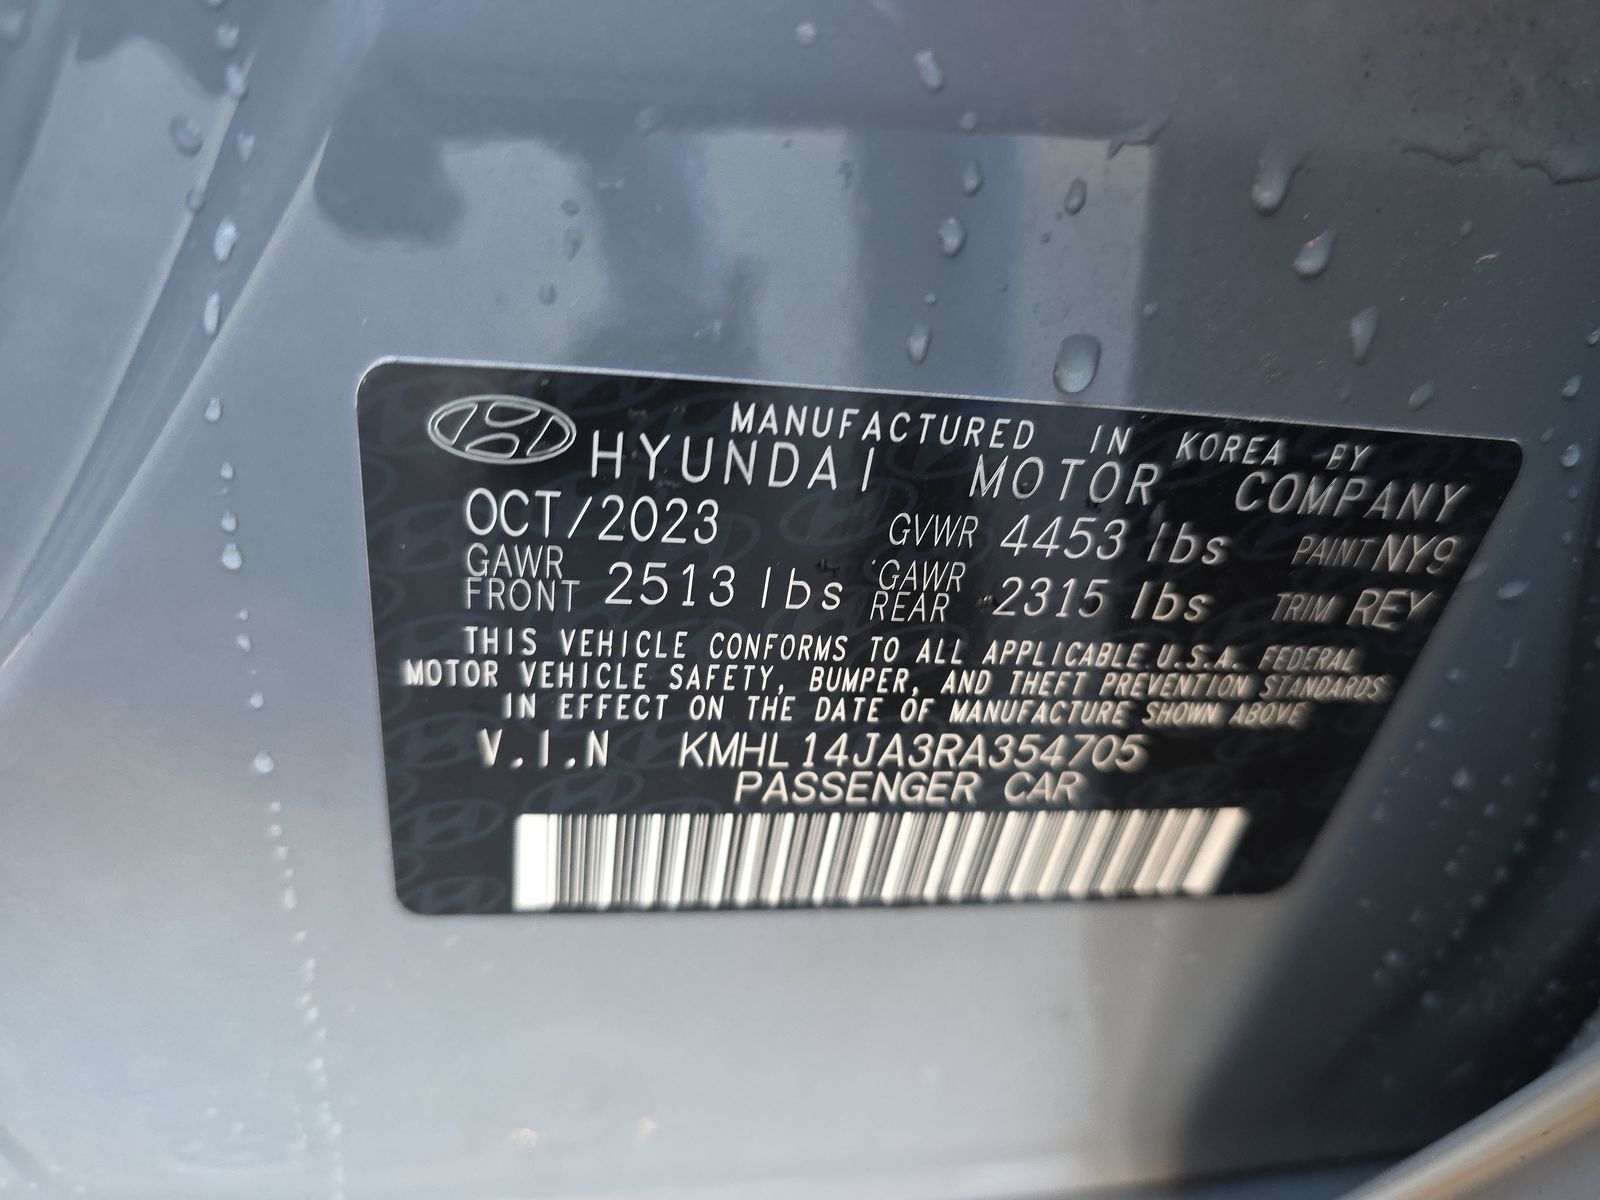 MANUFACTURED IN KOREA BY
HYUNDAI MOTOR COMPANY
OCT/2023 GVWR 4453 lbs PAINT NY9
GAWR FRONT 2513 lbs GAWR REAR 2315 lbs TRIM REY
THIS VEHICLE CONFORMS TO ALL APPLICABLE U.S.A. FEDERAL
MOTOR VEHICLE SAFETY, BUMPER, AND THEFT PREVENTION STANDARDS
IN EFFECT ON THE DATE OF MANUFACTURE SHOWN ABOVE
V.I.N KMHL14JA3RA354705
PASSENGER CAR